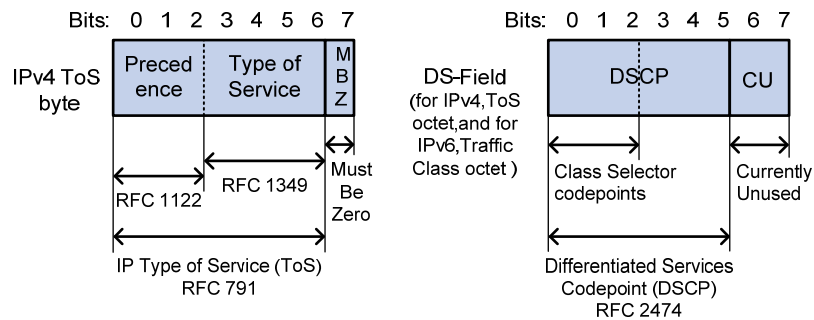 Bits: 0 1 2 3 4 5 6 7
IPv4 ToS
byte
Preced
ence
Type of
Service
M
B
Z
RFC 1122
RFC 1349
Must
Be
Zero
IP Type of Service (ToS)
RFC 791
Bits: 0 1 2 3 4 5 6 7
DS-Field
(for IPv4,ToS
octet,and for
IPv6,Traffic
Class octet )
DSCP
CU
Class Selector
codepoints
Currently
Unused
Differentiated Services
Codepoint (DSCP)
RFC 2474